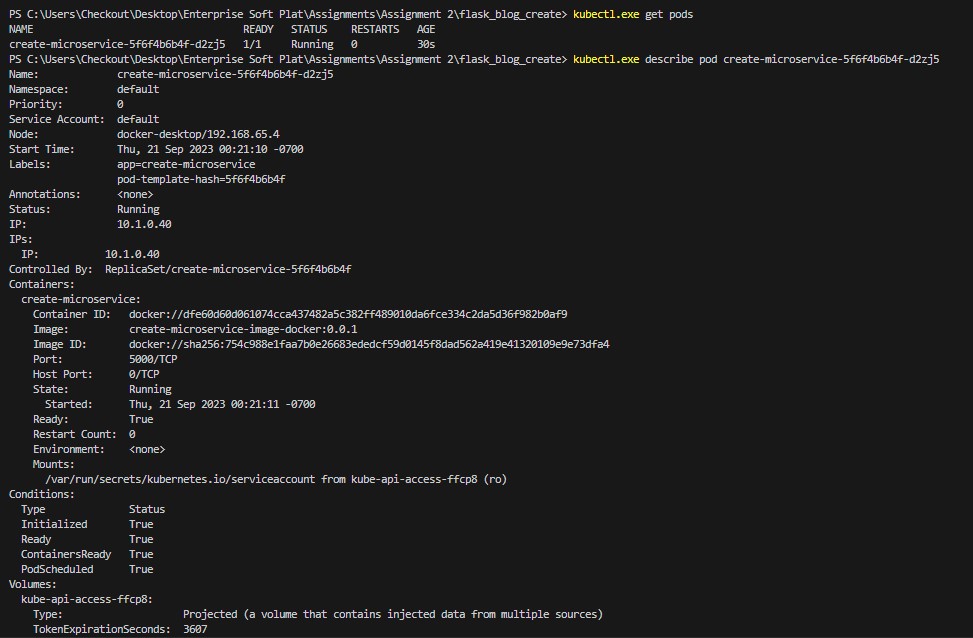 PS C:\Users\Checkout\Desktop\Enterprise Soft Plat\Assignments\Assignment 2\flask_blog_create> kubectl.exe get pods
NAME READY STATUS RESTARTS AGE
create-microservice-5f6f4b6b4f-d2zj5 1/1 Running 0 30s
PS C:\Users\Checkout\Desktop\Enterprise Soft Plat\Assignments\Assignment 2\flask_blog_create> kubectl.exe describe pod create-microservice-5f6f4b6b4f-d2zj5
Name: create-microservice-5f6f4b6b4f-d2zj5
Namespace: default
Priority: 0
Service Account: default
Node: docker-desktop/192.168.65.4
Start Time: Thu, 21 Sep 2023 00:21:10 -0700
Labels: app=create-microservice
pod-template-hash=5f6f4b6b4f
Annotations: <none>
Status: Running
IP: 10.1.0.40
IPs:
IP: 10.1.0.40
Controlled By: ReplicaSet/create-microservice-5f6f4b6b4f
Containers:
create-microservice:
Container ID: docker://dfe60d60d061074cca437482a5c382ff489010da6fce334c2da5d36f982b0af9
Image: create-microservice-image-docker:0.0.1
Image ID: docker://sha256:754c988e1faa7b0e26683ededcf59d0145f8dad562a419e41320109e9e73dfa4
Port: 5000/TCP
Host Port: 0/TCP
State: Running
Started: Thu, 21 Sep 2023 00:21:11 -0700
Ready: True
Restart Count: 0
Environment: <none>
Mounts:
/var/run/secrets/kubernetes.io/serviceaccount from kube-api-access-ffcp8 (ro)
Conditions:
Type Status
Initialized True
Ready True
ContainersReady True
PodScheduled True
Volumes:
kube-api-access-ffcp8:
Type: Projected (a volume that contains injected data from multiple sources)
TokenExpirationSeconds: 3607